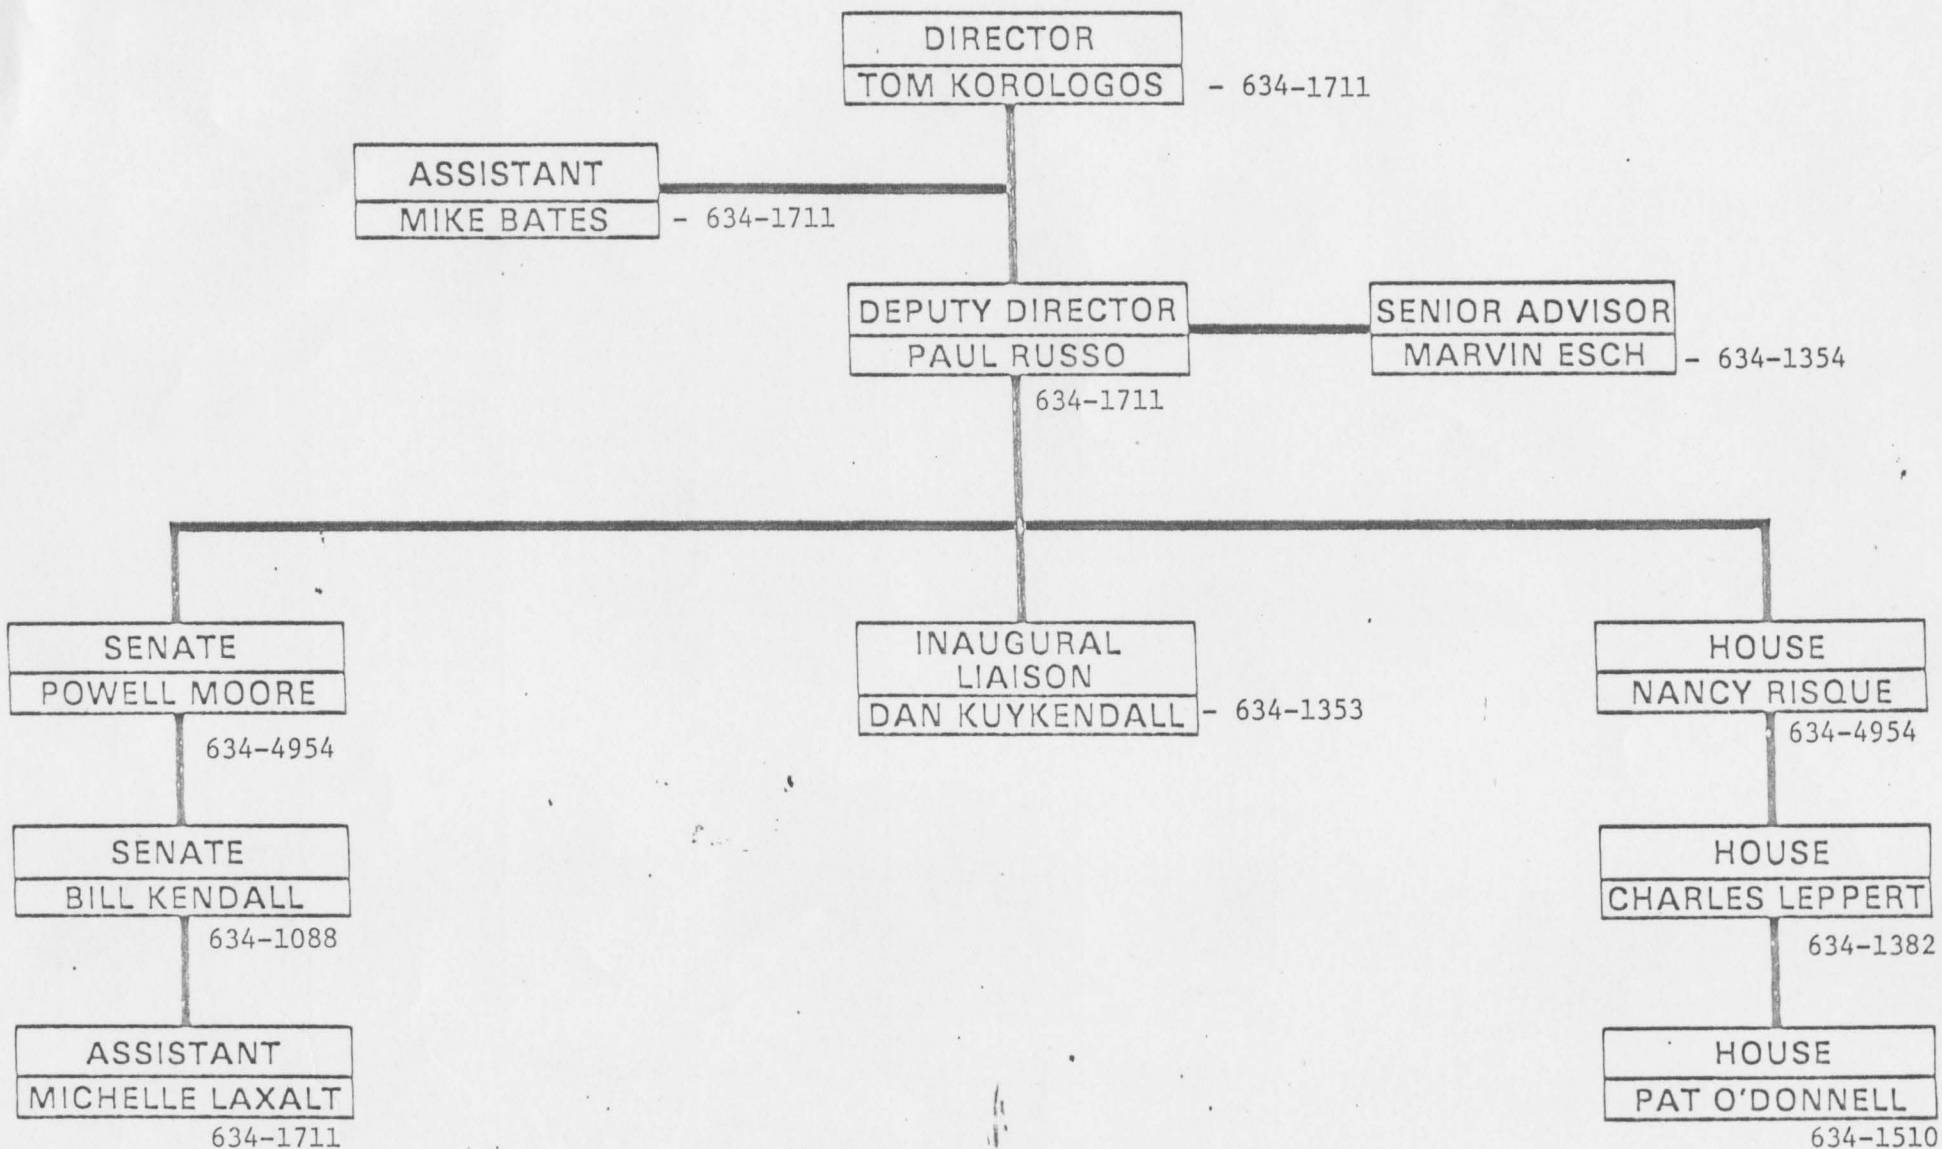 DIRECTOR
TOM KOROLOGOS - 634-1711
ASSISTANT
MIKE BATES - 634-1711
DEPUTY DIRECTOR
PAUL RUSSO
634-1711
SENIOR ADVISOR
MARVIN ESCH - 634-1354
SENATE
POWELL MOORE
634-4954
SENATE
BILL KENDALL
634-1088
ASSISTANT
MICHELLE LAXALT
634-1711
INAUGURAL
LIAISON
DAN KUYKENDALL - 634-1353
HOUSE
NANCY RISQUE
634-4954
HOUSE
CHARLES LEPPERT
634-1382
HOUSE
PAT O'DONNELL
634-1510